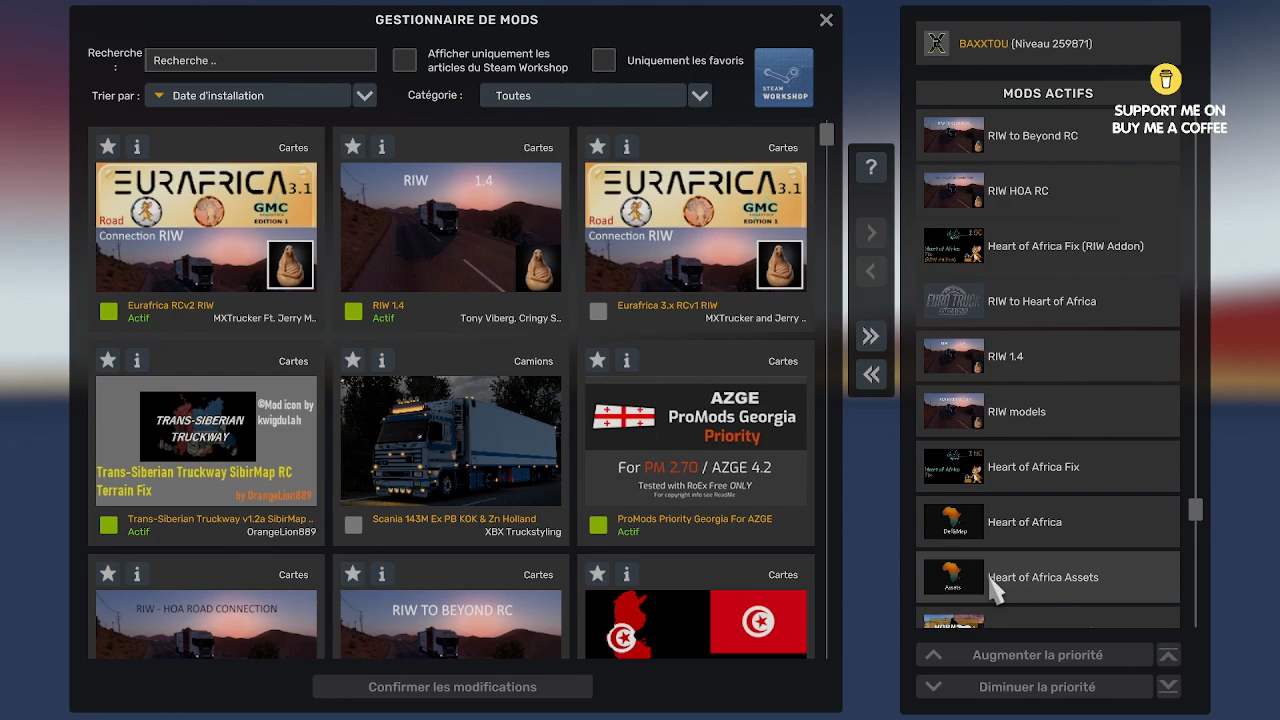 GESTIONNAIRE DE MODS
Recherche :
Recherche ..
Afficher uniquement les
articles du Steam Workshop
Uniquement les favoris
STEAM
WORKSHOP
Trier par :
Date d'installation
Catégorie :
Toutes
Cartes
EURAFRICA 3.1
Road
GMC
EDITION 1
Connection RIW
Eurafrica RCv2 RIW
Actif
MXTrucker Ft. Jerry M..
Cartes
RIW 1.4
RIW 1.4
Actif
Tony Viberg, Cringy S..
Cartes
EURAFRICA 3.1
Road
GMC
EDITION 1
Connection RIW
Eurafrica 3.x RCv1 RIW
MXTrucker and Jerry ..
Cartes
TRANS-SIBERIAN
TRUCKWAY
©Mod icon by
kwigdulah
Trans-Siberian Truckway SibirMap RC
Terrain Fix
by OrangeLion889
Trans-Siberian Truckway v1.2a SibirMap ..
Actif
OrangeLion889
Camions
Scania 143M Ex PB KOK & Zn Holland
XBX Truckstyling
Cartes
AZGE
ProMods Georgia
Priority
For PM 2.70 / AZGE 4.2
Tested with RoEx Free ONLY
For copyright info see ReadMe
ProMods Priority Georgia For AZGE
Actif
Cartes
RIW - HOA ROAD CONNECTION
Cartes
RIW TO BEYOND RC
Cartes
Confirmer les modifications
?
BAXXTOU (Niveau 259871)
MODS ACTIFS
SUPPORT ME ON
BUY ME A COFFEE
RIW to Beyond RC
RIW HOA RC
Heart of Africa Fix (RIW Addon)
RIW to Heart of Africa
RIW 1.4
RIW models
Heart of Africa Fix
Heart of Africa
Def&Map
Heart of Africa Assets
Assets
Augmenter la priorité
Diminuer la priorité